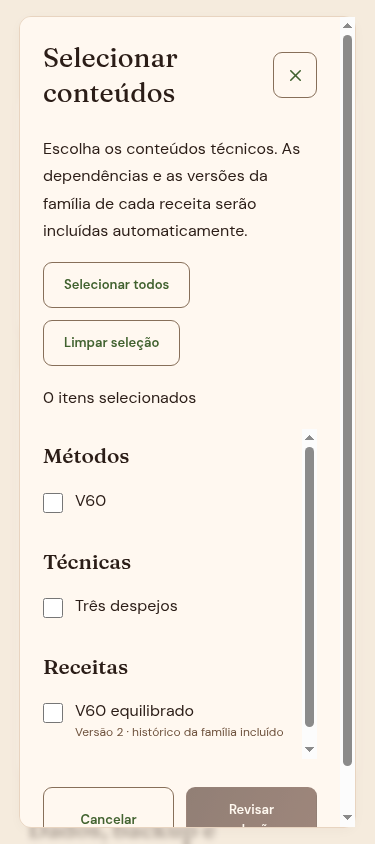 Selecionar
conteúdos
Escolha os conteúdos técnicos. As
dependências e as versões da
família de cada receita serão
incluídas automaticamente.
Selecionar todos
Limpar seleção
0 itens selecionados
Métodos
V60
Técnicas
Três despejos
Receitas
V60 equilibrado
Versão 2 · histórico da família incluído
Cancelar
Revisar